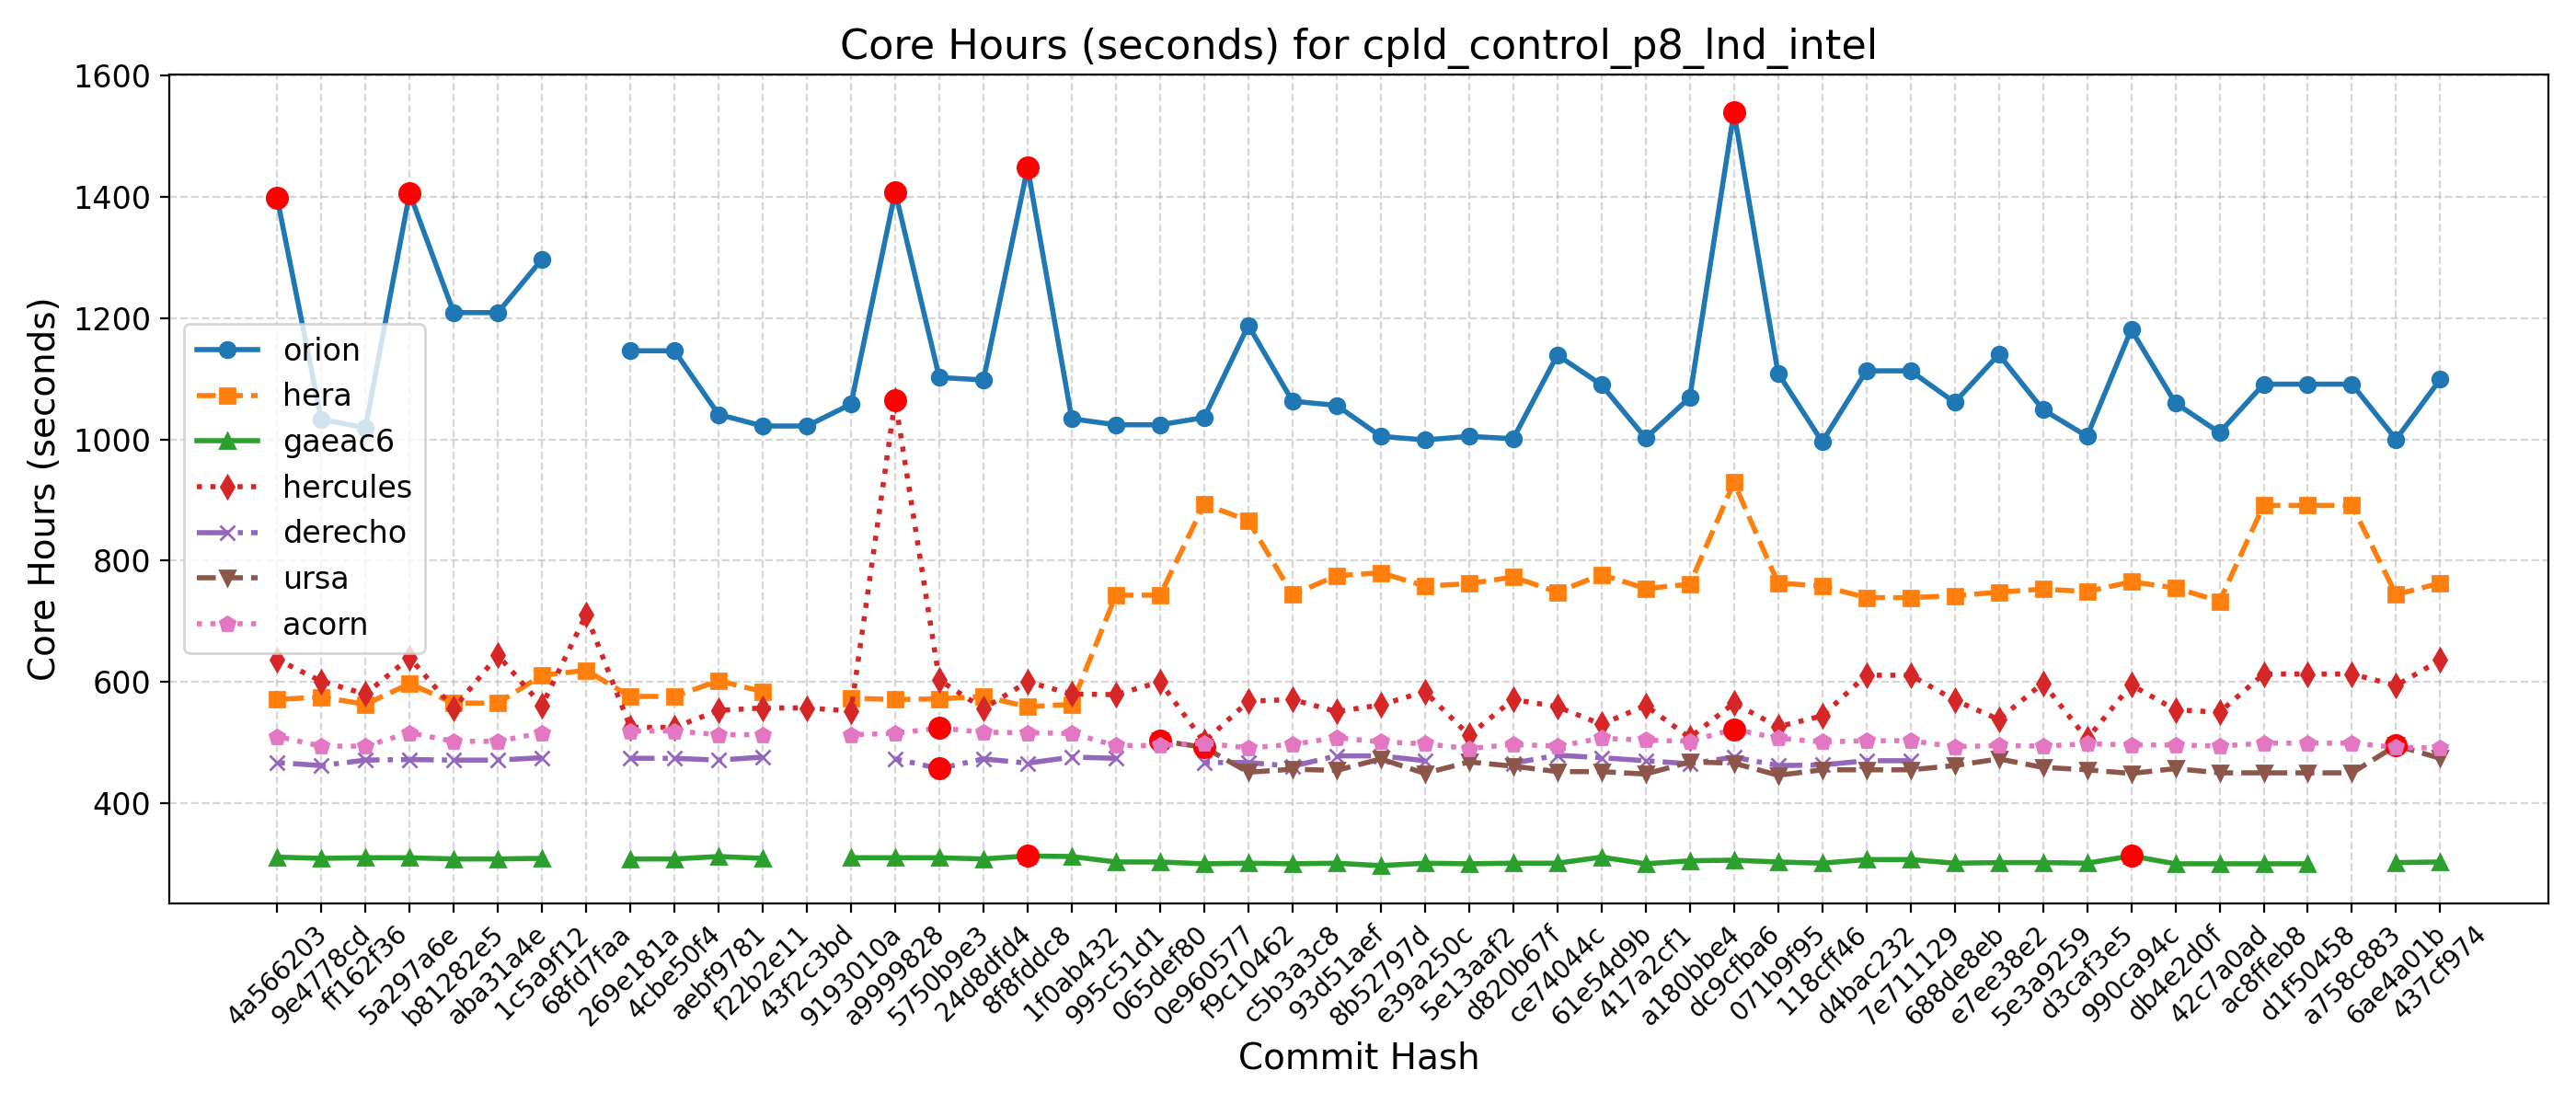 Core Hours (seconds) for cpld_control_p8_lnd_intel
Core Hours (seconds)
1600
1400
1200
1000
800
600
400
orion
hera
gaeac6
hercules
derecho
ursa
acorn
4a566203
9e4778cd
ff162f36
5a297a6e
b81282e5
aba31a4e
1c5a9f12
68fd7faa
269e181a
4cbe50f4
aebf9781
f22b2e11
43f2c3bd
9193010a
a9999828
5750b9e3
24d8dfd4
8f8fddc8
1f0ab432
995c51d1
065def80
0e960577
f9c10462
c5b3a3c8
93d51aef
8b52797d
e39a250c
5e13aaf2
d820b67f
ce74044c
61e54d9b
417a2cf1
a180bbe4
dc9cfba6
071b9f95
118cff46
d4bac232
7e711129
688de8eb
e7ee38e2
5e3a9259
d3caf3e5
990ca94c
db4e2d0f
42c7a0ad
ac8ffeb8
d1f50458
a758c883
6ae4a01b
437cf974
Commit Hash